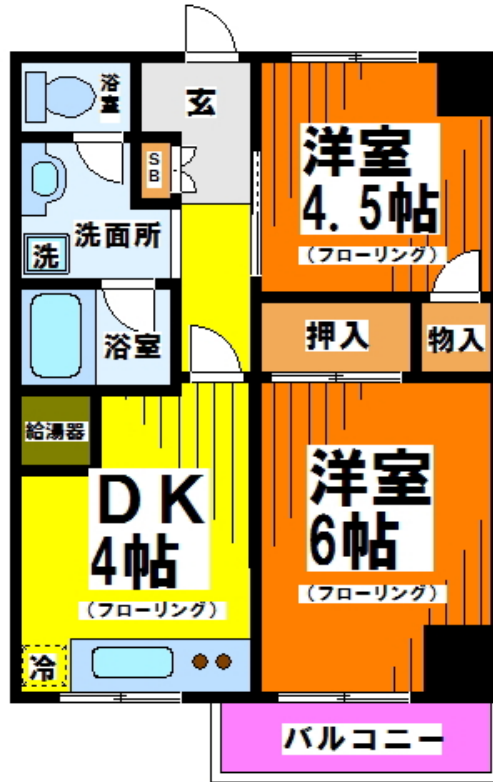 浴室
玄
洋室
4.5帖
(フローリング)
SB
洗面所
洗
浴室
押入
物入
給湯器
DK
4帖
(フローリング)
洋室
6帖
(フローリング)
冷
バルコニー